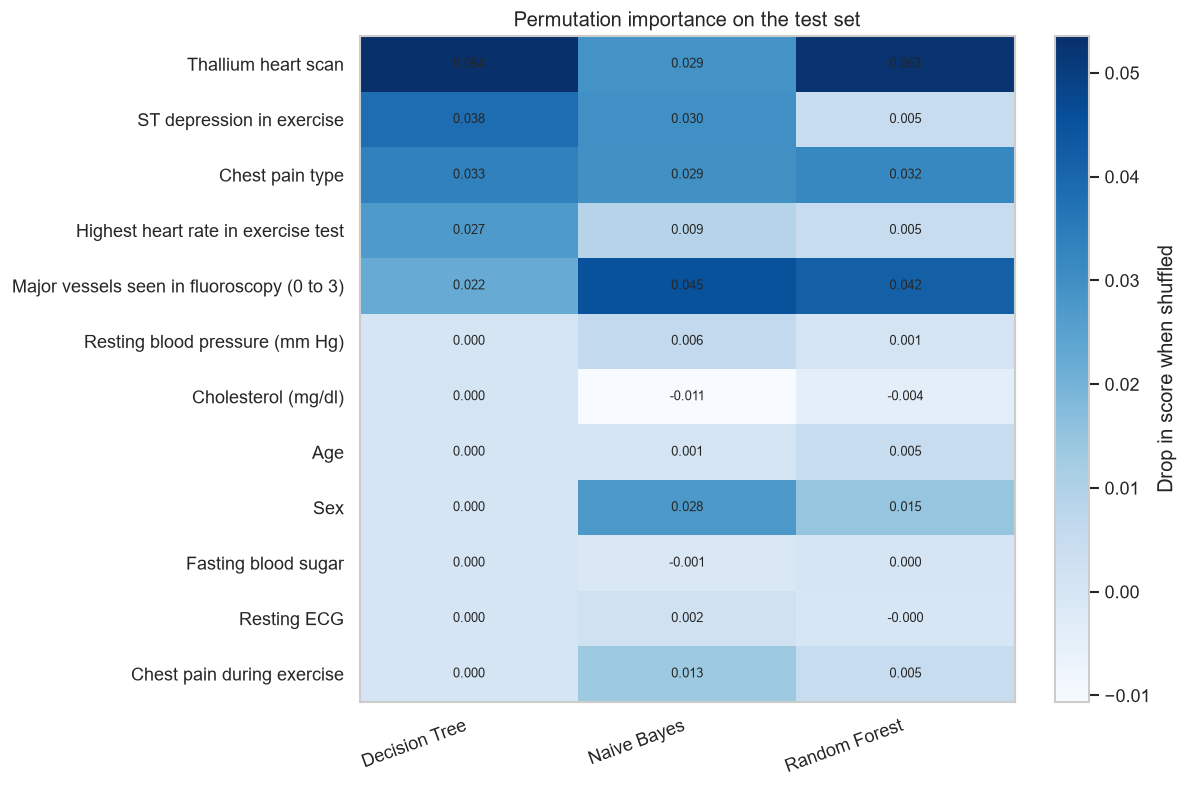 Permutation importance on the test set
Thallium heart scan 0.054 0.029 0.053
ST depression in exercise 0.038 0.030 0.005
Chest pain type 0.033 0.029 0.032
Highest heart rate in exercise test 0.027 0.009 0.005
Major vessels seen in fluoroscopy (0 to 3) 0.022 0.045 0.042
Resting blood pressure (mm Hg) 0.000 0.006 0.001
Cholesterol (mg/dl) 0.000 -0.011 -0.004
Age 0.000 0.001 0.005
Sex 0.000 0.028 0.015
Fasting blood sugar 0.000 -0.001 0.000
Resting ECG 0.000 0.002 -0.000
Chest pain during exercise 0.000 0.013 0.005
Decision Tree Naive Bayes Random Forest
0.05
0.04
0.03
0.02
0.01
0.00
−0.01
Drop in score when shuffled